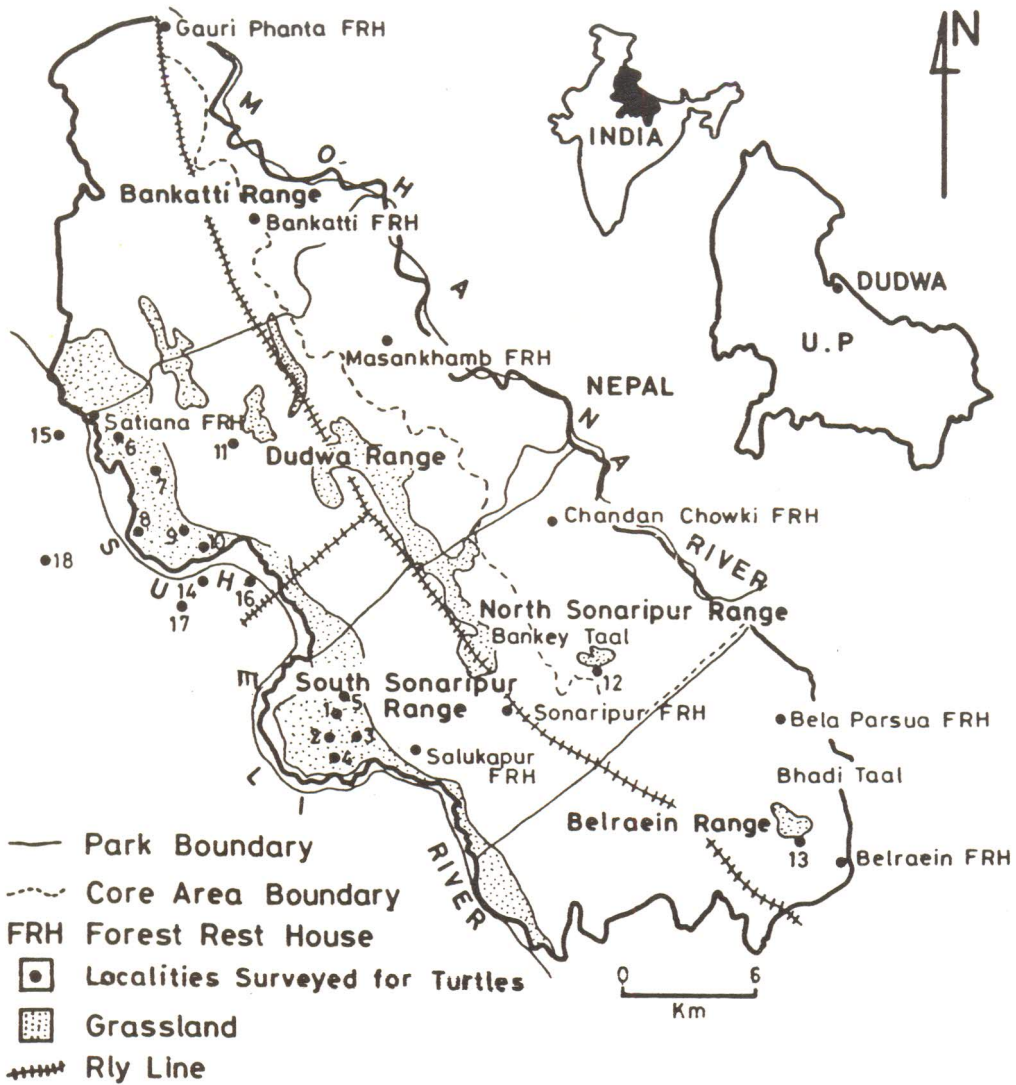 Gauri Phanta FRH
N
INDIA
MOHANA
RIVER
Bankatti Range
Bankatti FRH
DUDWA
U.P
Masankhamb FRH
NEPAL
Satiana FRH
15
6
11
Dudwa Range
7
Chandan Chowki FRH
8
9
10
18
14
16
17
SUHELI
RIVER
North Sonaripur Range
Bankey Taal
12
South Sonaripur
Range
5
1
2
3
4
Sonaripur FRH
Salukapur
FRH
Bela Parsua FRH
Bhadi Taal
Belraein Range
13
Belraein FRH
Park Boundary
Core Area Boundary
FRH Forest Rest House
Localities Surveyed for Turtles
Grassland
Rly Line
0 6
Km